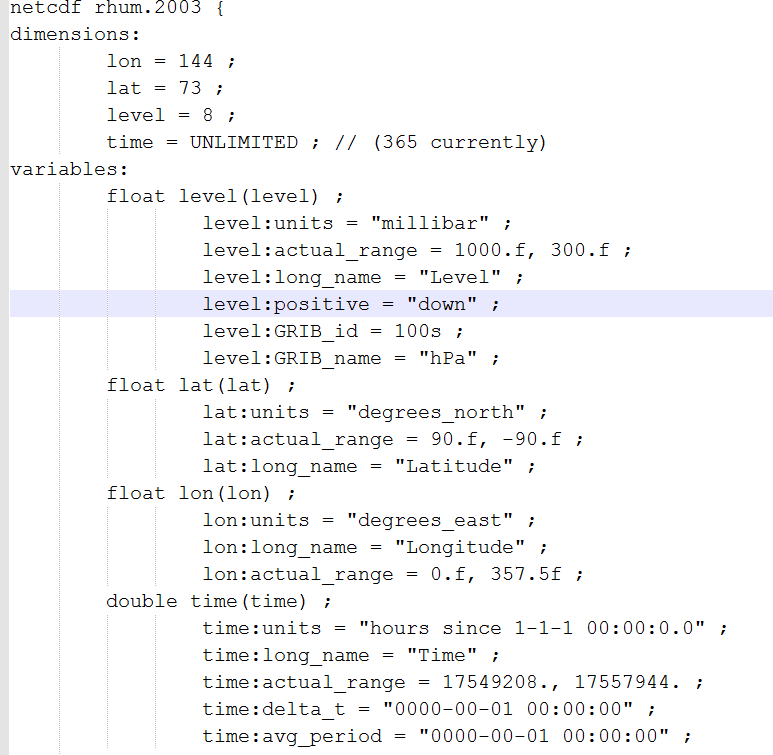 netcdf rhum.2003 {
dimensions:
lon = 144 ;
lat = 73 ;
level = 8 ;
time = UNLIMITED ; // (365 currently)
variables:
float level(level) ;
level:units = "millibar" ;
level:actual_range = 1000.f, 300.f ;
level:long_name = "Level" ;
level:positive = "down" ;
level:GRIB_id = 100s ;
level:GRIB_name = "hPa" ;
float lat(lat) ;
lat:units = "degrees_north" ;
lat:actual_range = 90.f, -90.f ;
lat:long_name = "Latitude" ;
float lon(lon) ;
lon:units = "degrees_east" ;
lon:long_name = "Longitude" ;
lon:actual_range = 0.f, 357.5f ;
double time(time) ;
time:units = "hours since 1-1-1 00:00:0.0" ;
time:long_name = "Time" ;
time:actual_range = 17549208., 17557944. ;
time:delta_t = "0000-00-01 00:00:00" ;
time:avg_period = "0000-00-01 00:00:00" ;